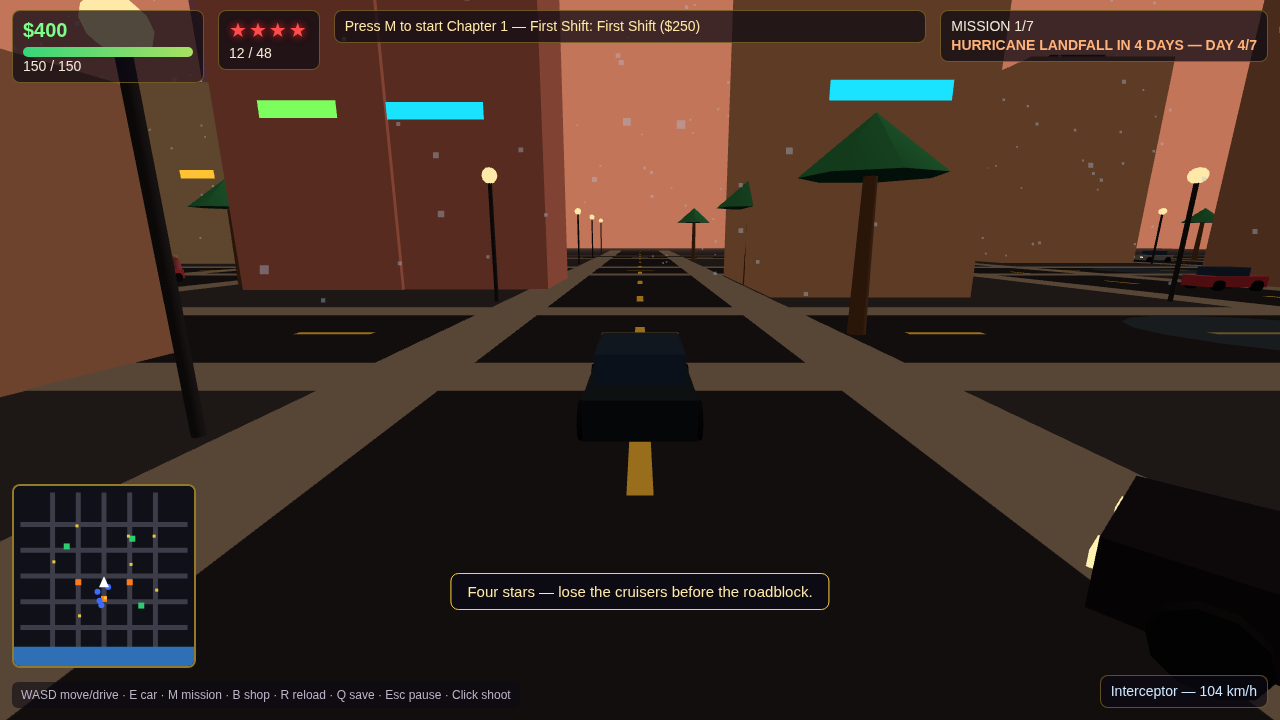 $400
150 / 150
★★★★
12 / 48
Press M to start Chapter 1 — First Shift: First Shift ($250)
MISSION 1/7
HURRICANE LANDFALL IN 4 DAYS — DAY 4/7
Four stars — lose the cruisers before the roadblock.
WASD move/drive · E car · M mission · B shop · R reload · Q save · Esc pause · Click shoot
Interceptor — 104 km/h